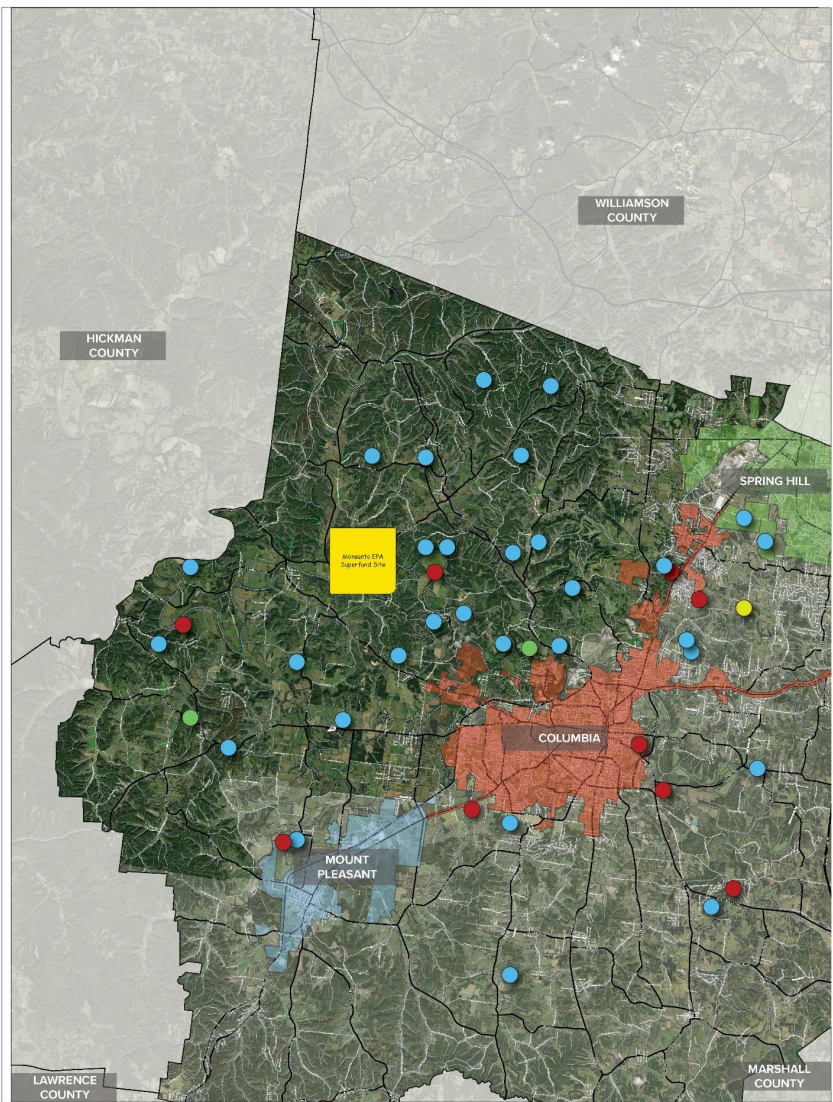 WILLIAMSON
COUNTY
HICKMAN
COUNTY
SPRING HILL
Monsanto EPA
Superfund Site
COLUMBIA
MOUNT
PLEASANT
LAWRENCE
COUNTY
MARSHALL
COUNTY